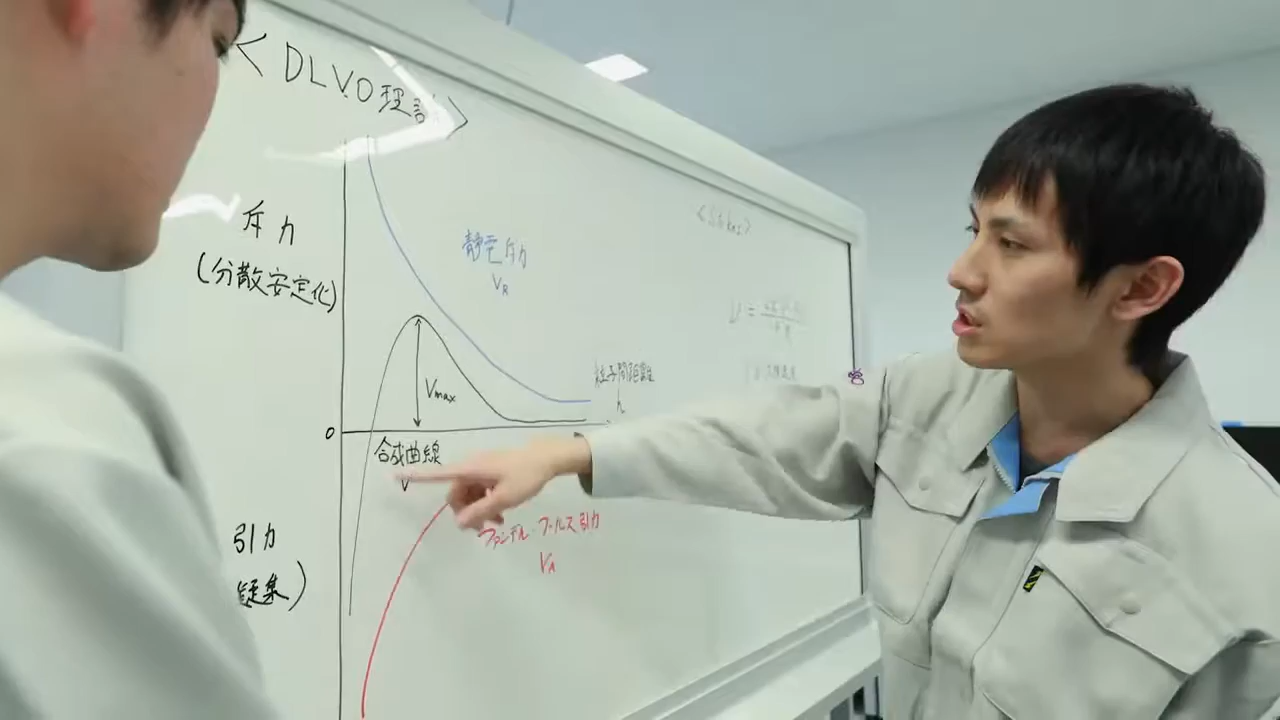 <DLVO理論>
斥力
(分散安定化)
静電斥力
VR
粒子間距離
h
Vmax
0
合成曲線
V
引力
凝集)
ファンデル・ワールス引力
VA